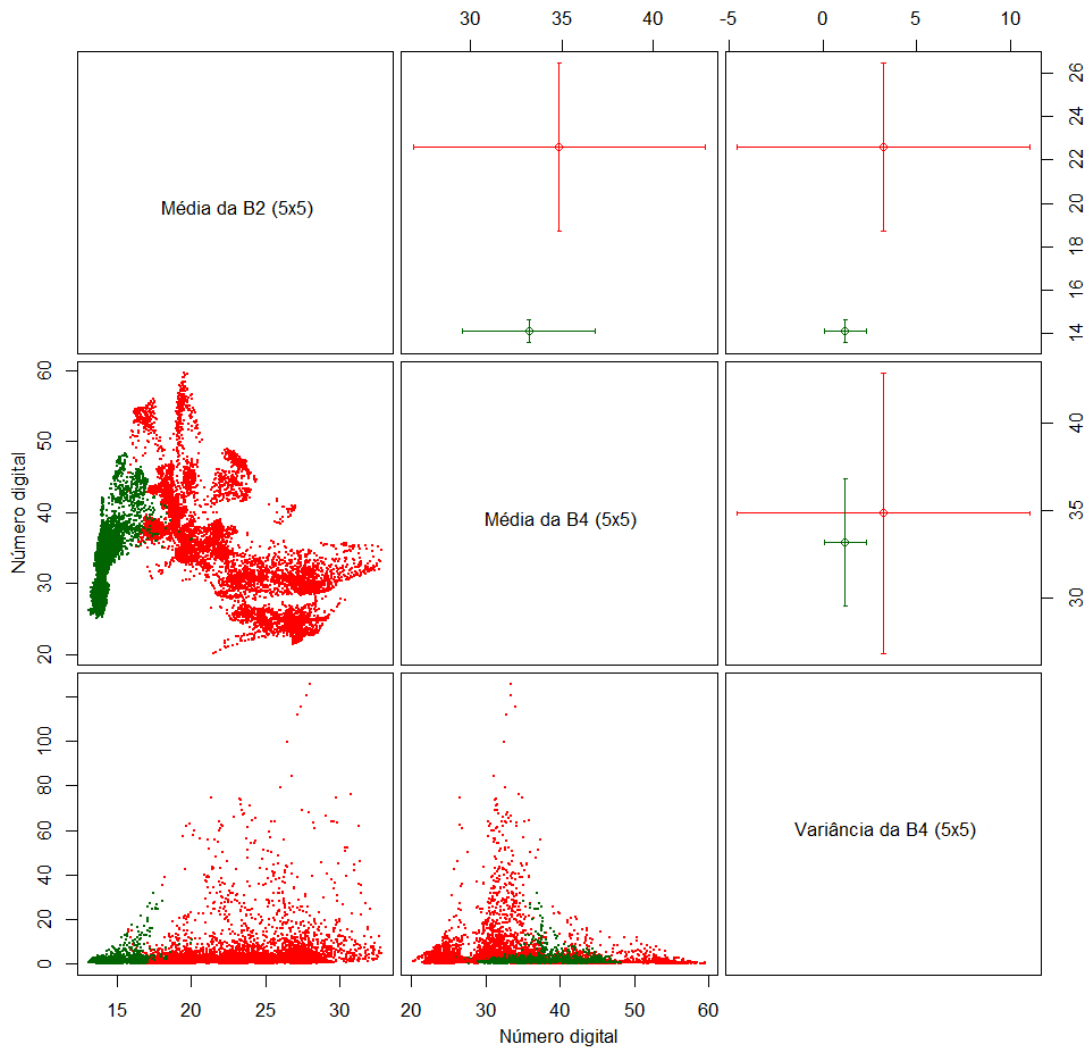 30 35 40 -5 0 5 10
Média da B2 (5x5)
14 16 18 20 22 24 26
Número digital
20 30 40 50 60
Média da B4 (5x5)
30 35 40
0 20 40 60 80 100
Variância da B4 (5x5)
15 20 25 30
20 30 40 50 60
Número digital